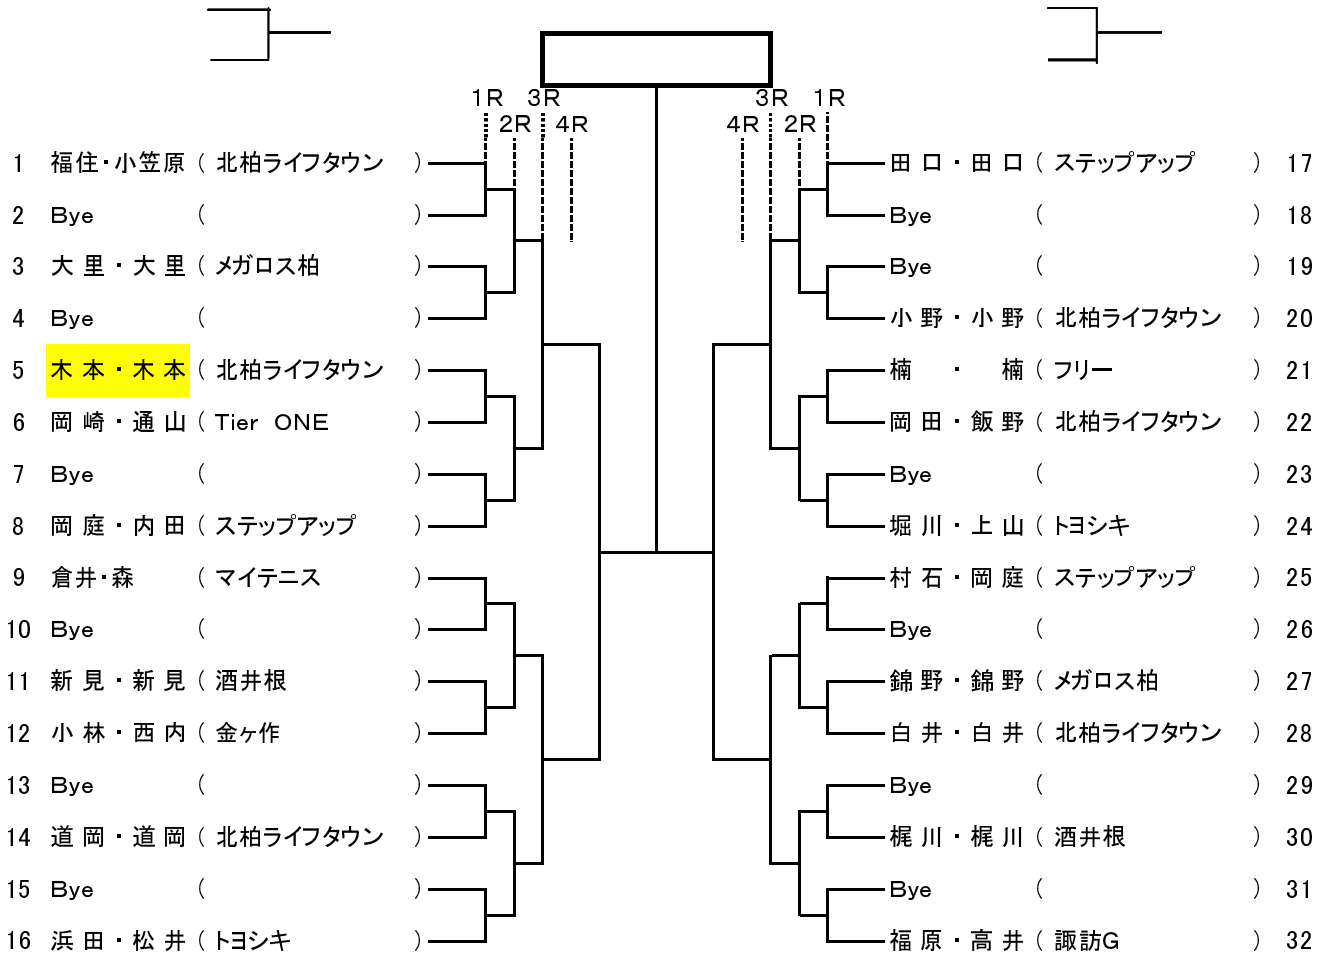 1R 3R 3R 1R
2R 4R 4R 2R
1 福住・小笠原 ( 北柏ライフタウン ) 田口・田口 ( ステップアップ ) 17
2 Bye ( ) Bye ( ) 18
3 大里・大里 ( メガロス柏 ) Bye ( ) 19
4 Bye ( ) 小野・小野 ( 北柏ライフタウン ) 20
5 木本・木本 ( 北柏ライフタウン ) 楠・楠 ( フリー ) 21
6 岡崎・通山 ( Tier ONE ) 岡田・飯野 ( 北柏ライフタウン ) 22
7 Bye ( ) Bye ( ) 23
8 岡庭・内田 ( ステップアップ ) 堀川・上山 ( トヨシキ ) 24
9 倉井・森 ( マイテニス ) 村石・岡庭 ( ステップアップ ) 25
10 Bye ( ) Bye ( ) 26
11 新見・新見 ( 酒井根 ) 錦野・錦野 ( メガロス柏 ) 27
12 小林・西内 ( 金ヶ作 ) 白井・白井 ( 北柏ライフタウン ) 28
13 Bye ( ) Bye ( ) 29
14 道岡・道岡 ( 北柏ライフタウン ) 梶川・梶川 ( 酒井根 ) 30
15 Bye ( ) Bye ( ) 31
16 浜田・松井 ( トヨシキ ) 福原・高井 ( 諏訪G ) 32